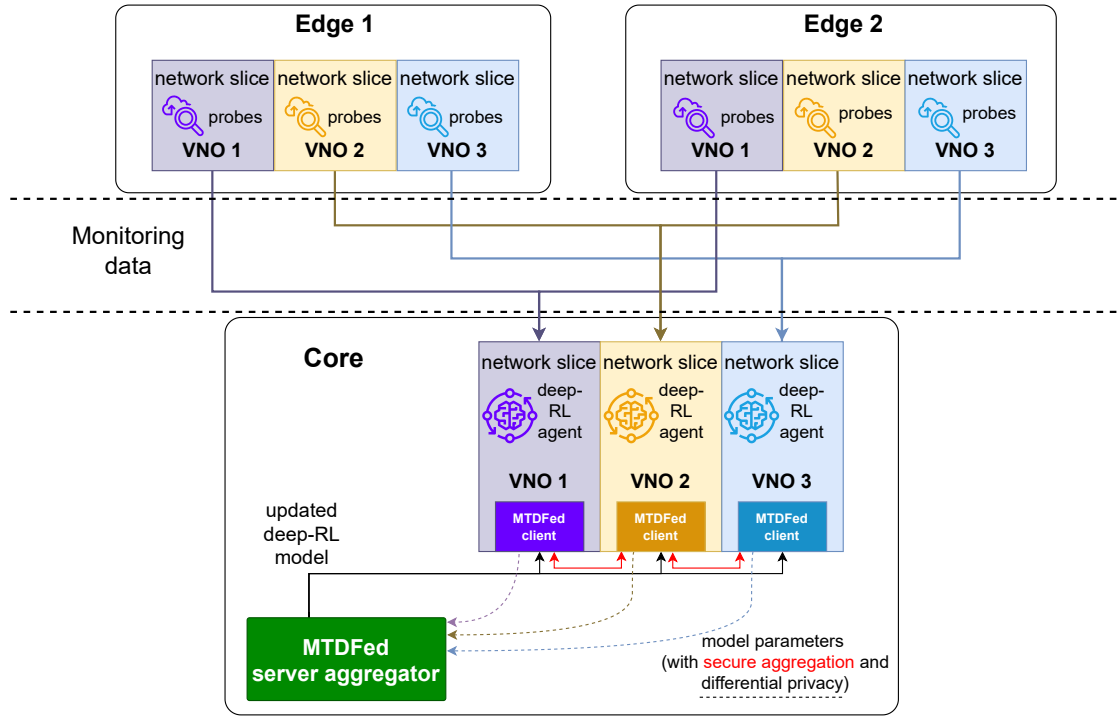 Edge 1
network slice
probes
VNO 1
network slice
probes
VNO 2
network slice
probes
VNO 3
Edge 2
network slice
probes
VNO 1
network slice
probes
VNO 2
network slice
probes
VNO 3
Monitoring
data
Core
network slice
deep-
RL
agent
VNO 1
MTDFed
client
network slice
deep-
RL
agent
VNO 2
MTDFed
client
network slice
deep-
RL
agent
VNO 3
MTDFed
client
updated
deep-RL
model
MTDFed
server aggregator
model parameters
(with secure aggregation and
differential privacy)